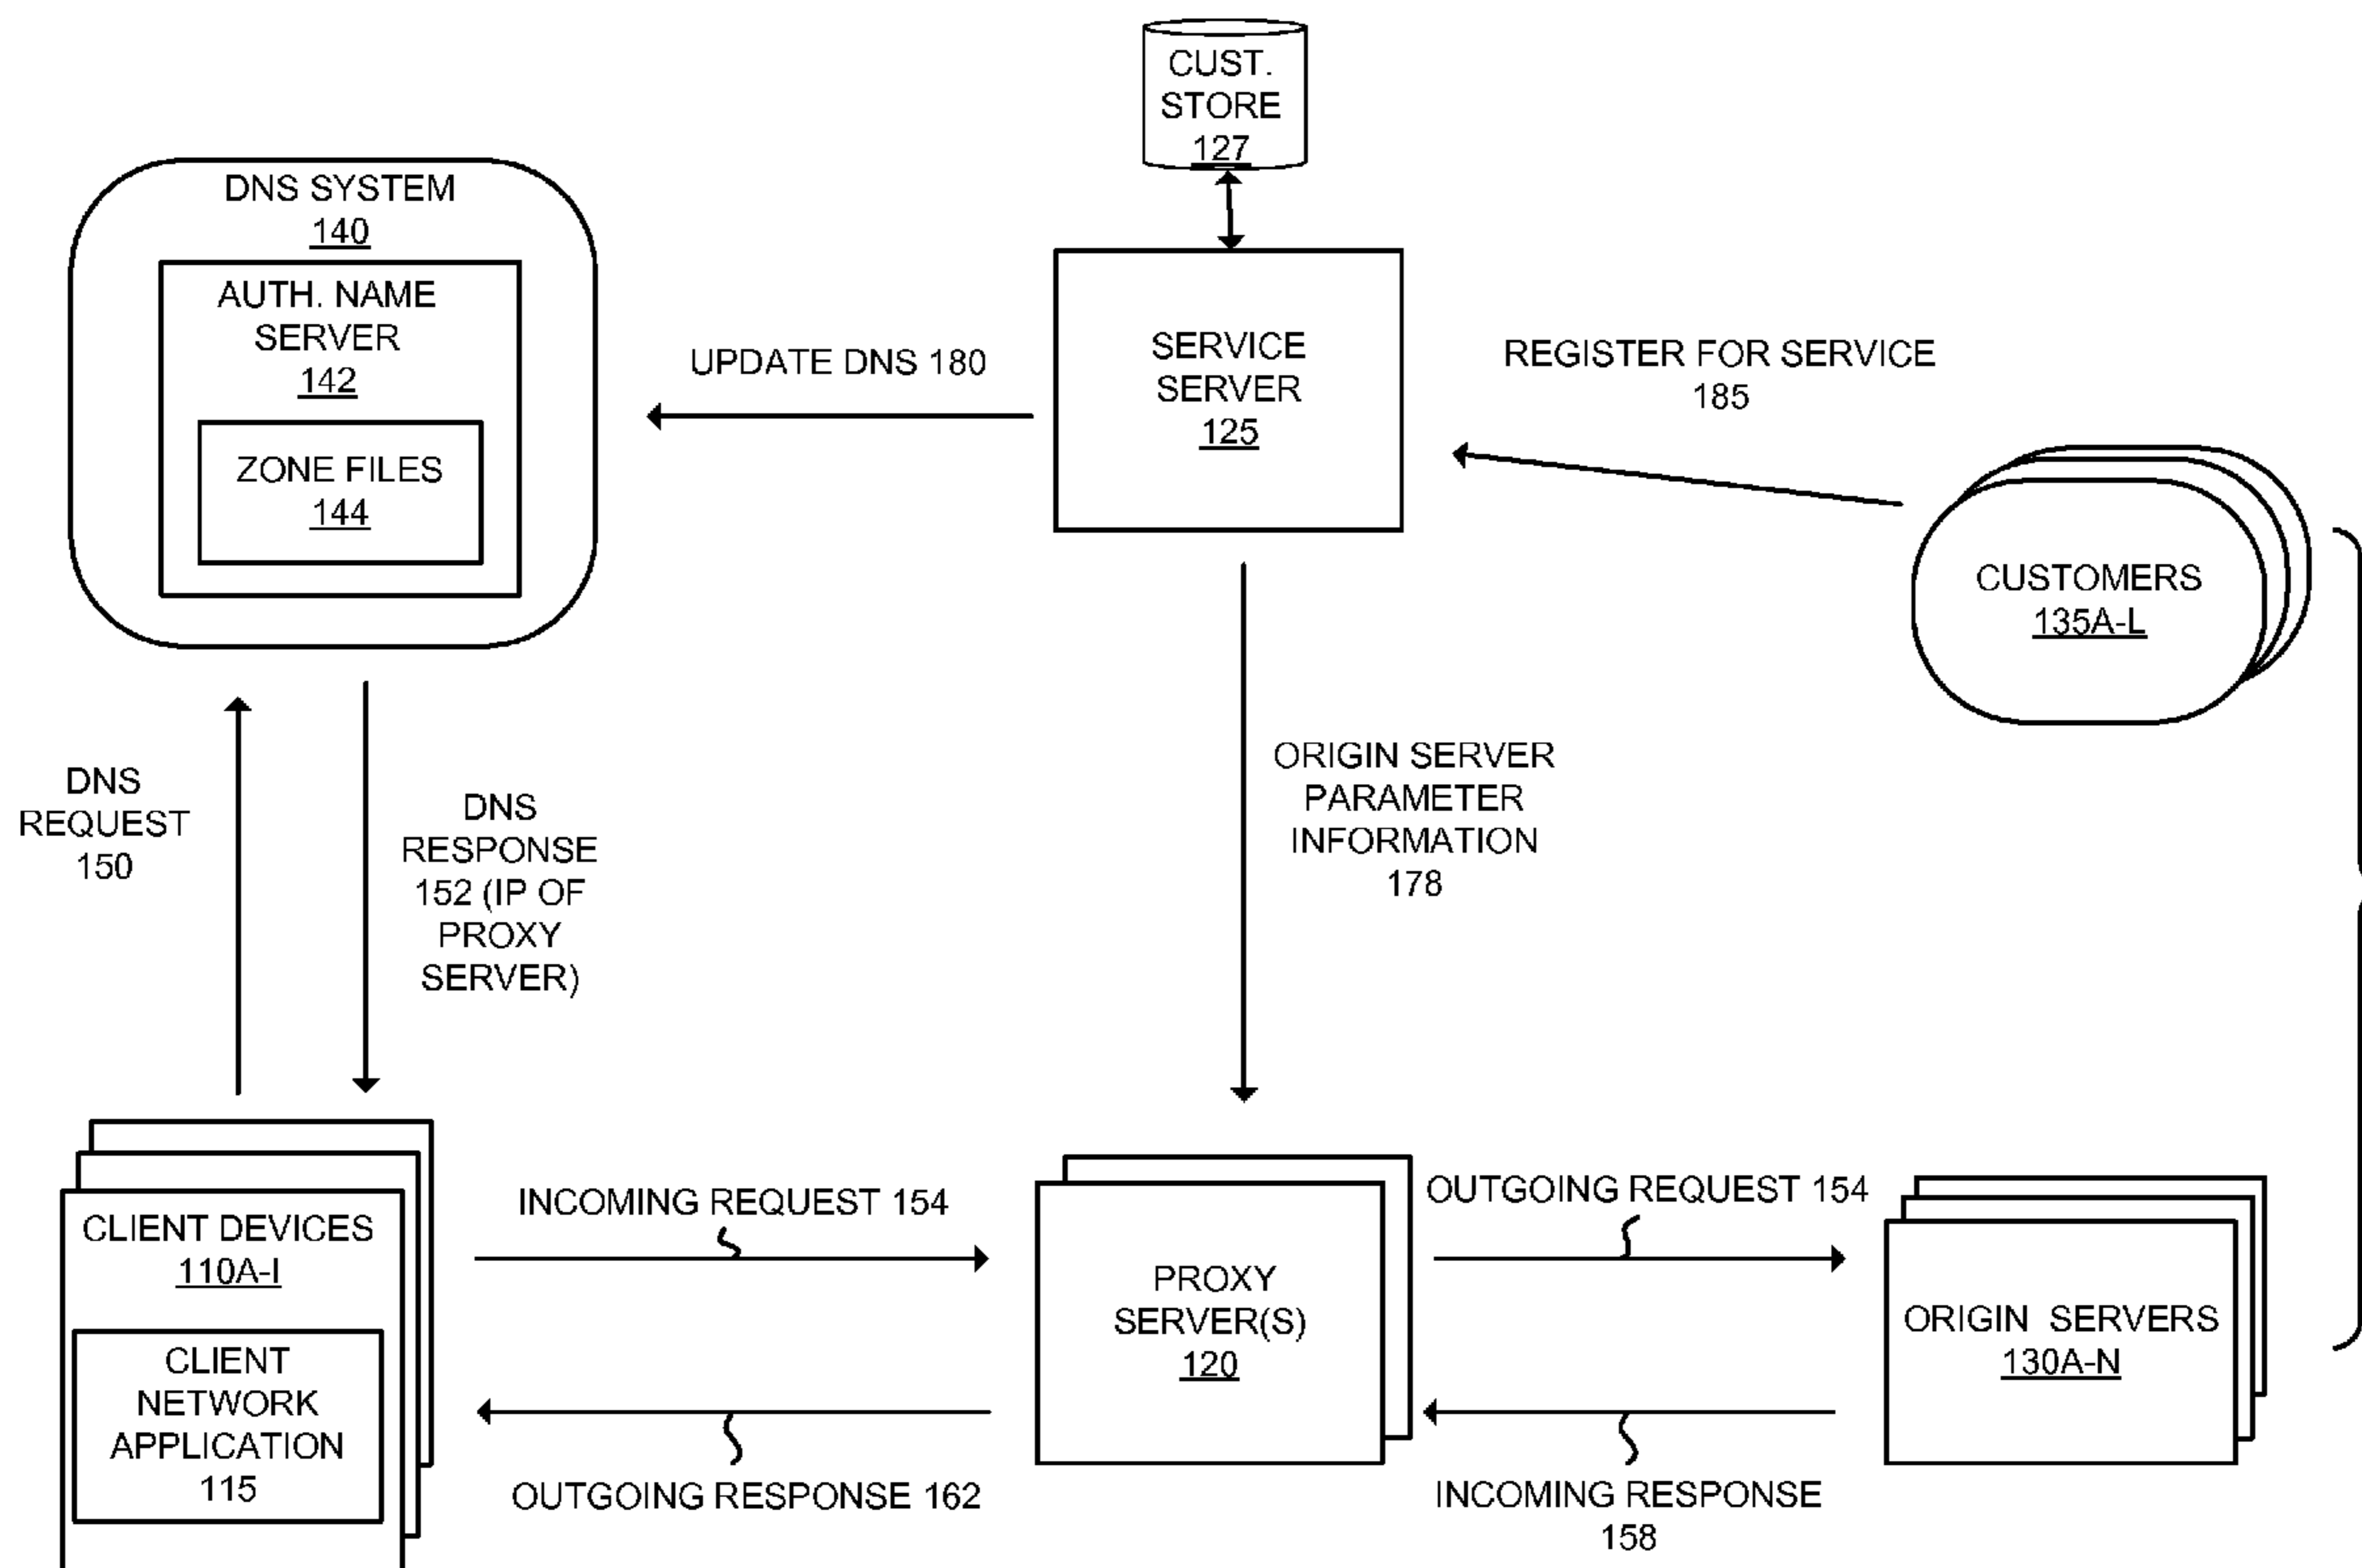 CUST.
STORE
127
DNS SYSTEM
140
AUTH. NAME
SERVER
142
ZONE FILES
144
UPDATE DNS 180
SERVICE
SERVER
125
REGISTER FOR SERVICE
185
CUSTOMERS
135A-L
DNS
REQUEST
150
DNS
RESPONSE
152 (IP OF
PROXY
SERVER)
ORIGIN SERVER
PARAMETER
INFORMATION
178
CLIENT DEVICES
110A-I
CLIENT
NETWORK
APPLICATION
115
INCOMING REQUEST 154
OUTGOING RESPONSE 162
PROXY
SERVER(S)
120
OUTGOING REQUEST 154
INCOMING RESPONSE
158
ORIGIN SERVERS
130A-N